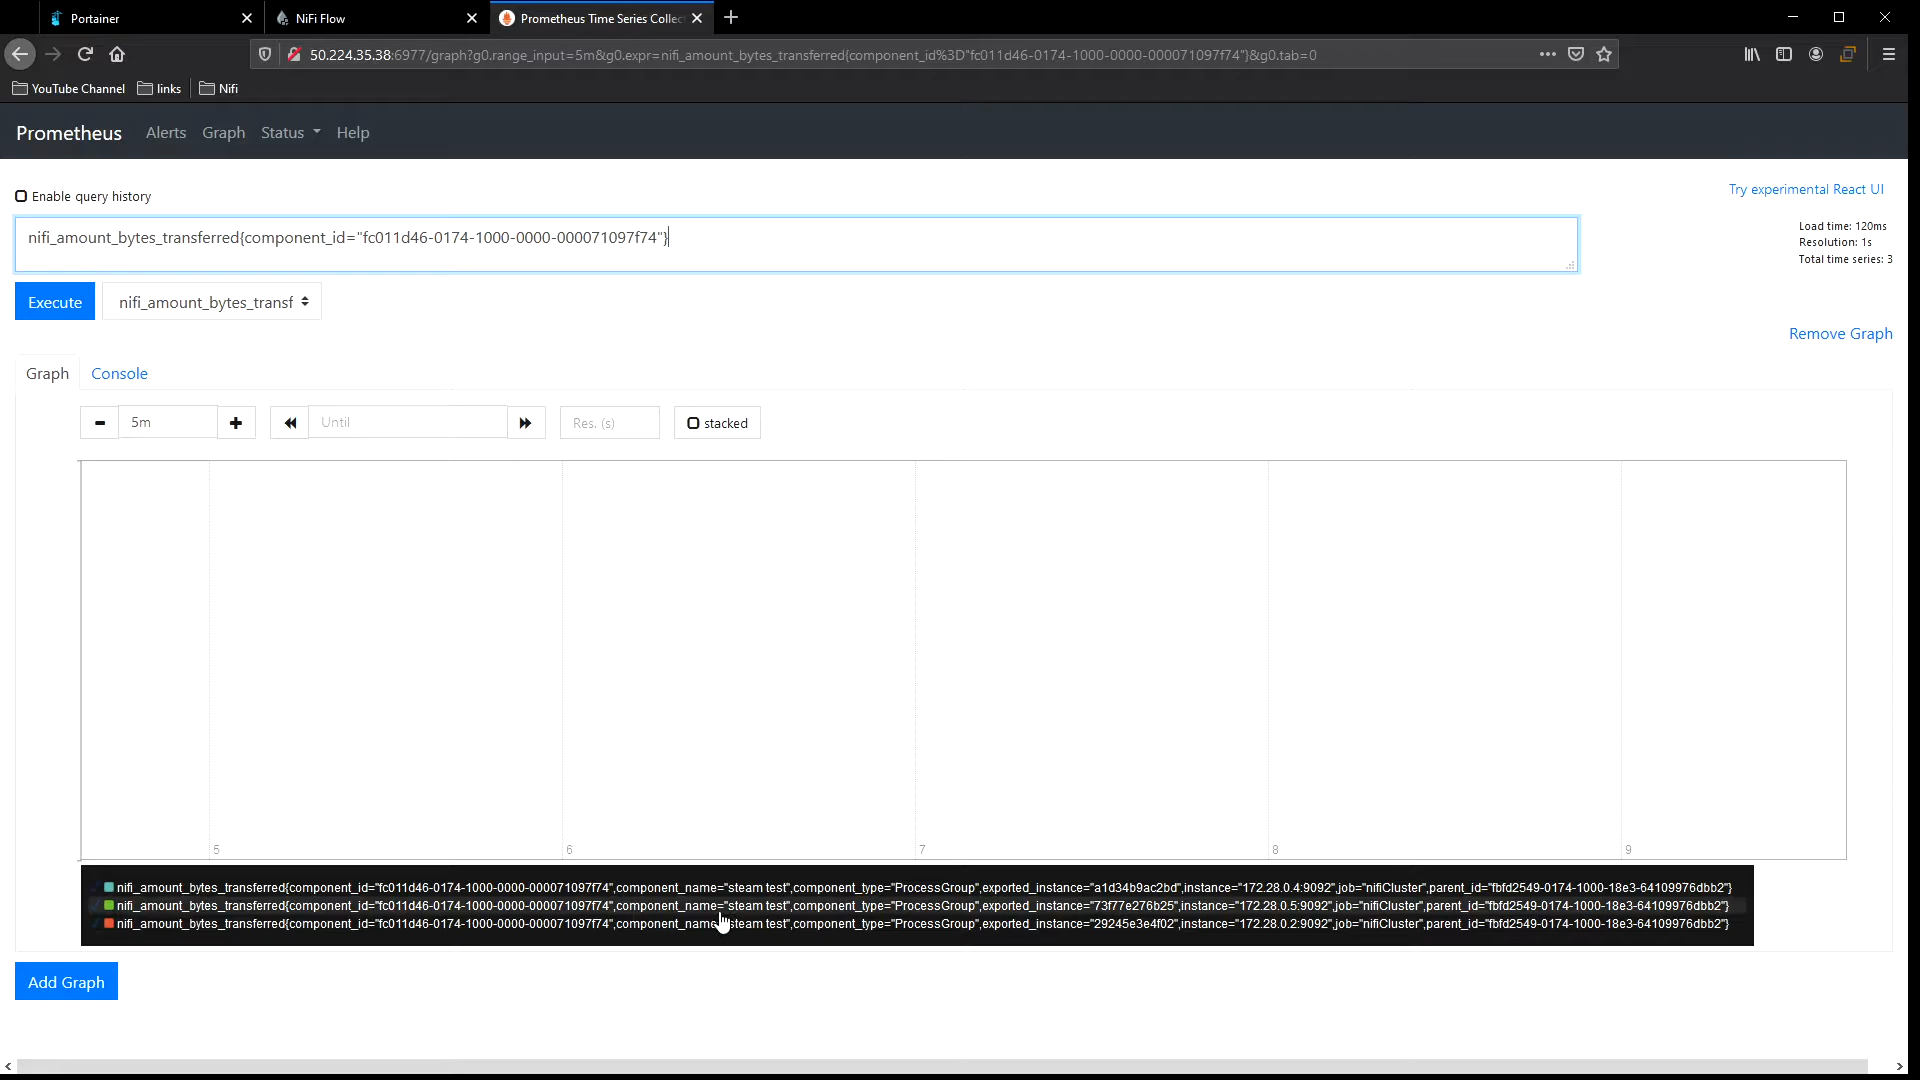 Portainer
NiFi Flow
Prometheus Time Series Collec
50.224.35.38:6977/graph?g0.range_input=5m&g0.expr=nifi_amount_bytes_transferred{component_id%3D"fc011d46-0174-1000-0000-000071097f74"}&g0.tab=0
YouTube Channel
links
Nifi
Prometheus
Alerts
Graph
Status
Help
Enable query history
Try experimental React UI
nifi_amount_bytes_transferred{component_id="fc011d46-0174-1000-0000-000071097f74"}
Load time: 120ms
Resolution: 1s
Total time series: 3
Execute
nifi_amount_bytes_transf
Remove Graph
Graph
Console
5m
Until
Res. (s)
stacked
5
6
7
8
9
nifi_amount_bytes_transferred{component_id="fc011d46-0174-1000-0000-000071097f74",component_name="steam test",component_type="ProcessGroup",exported_instance="a1d34b9ac2bd",instance="172.28.0.4:9092",job="nifiCluster",parent_id="fbfd2549-0174-1000-18e3-64109976dbb2"}
nifi_amount_bytes_transferred{component_id="fc011d46-0174-1000-0000-000071097f74",component_name="steam test",component_type="ProcessGroup",exported_instance="73f77e276b25",instance="172.28.0.5:9092",job="nifiCluster",parent_id="fbfd2549-0174-1000-18e3-64109976dbb2"}
nifi_amount_bytes_transferred{component_id="fc011d46-0174-1000-0000-000071097f74",component_name="steam test",component_type="ProcessGroup",exported_instance="29245e3e4f02",instance="172.28.0.2:9092",job="nifiCluster",parent_id="fbfd2549-0174-1000-18e3-64109976dbb2"}
Add Graph